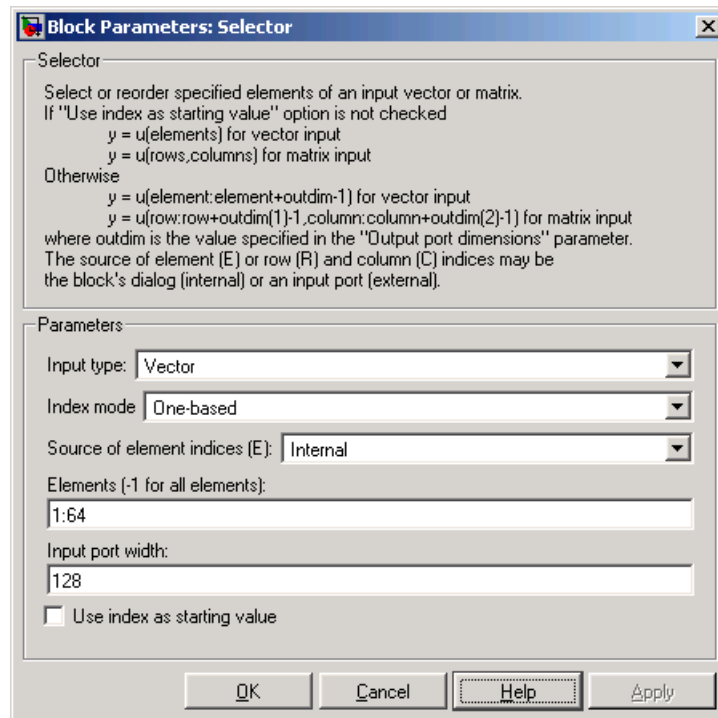 Block Parameters: Selector
Selector
Select or reorder specified elements of an input vector or matrix.
If "Use index as starting value" option is not checked
y = u(elements) for vector input
y = u(rows,columns) for matrix input
Otherwise
y = u(element:element+outdim-1) for vector input
y = u(row:row+outdim(1)-1,column:column+outdim(2)-1) for matrix input
where outdim is the value specified in the "Output port dimensions" parameter.
The source of element (E) or row (R) and column (C) indices may be
the block's dialog (internal) or an input port (external).
Parameters
Input type: Vector
Index mode One-based
Source of element indices (E): Internal
Elements (-1 for all elements):
1:64
Input port width:
128
Use index as starting value
OK Cancel Help Apply